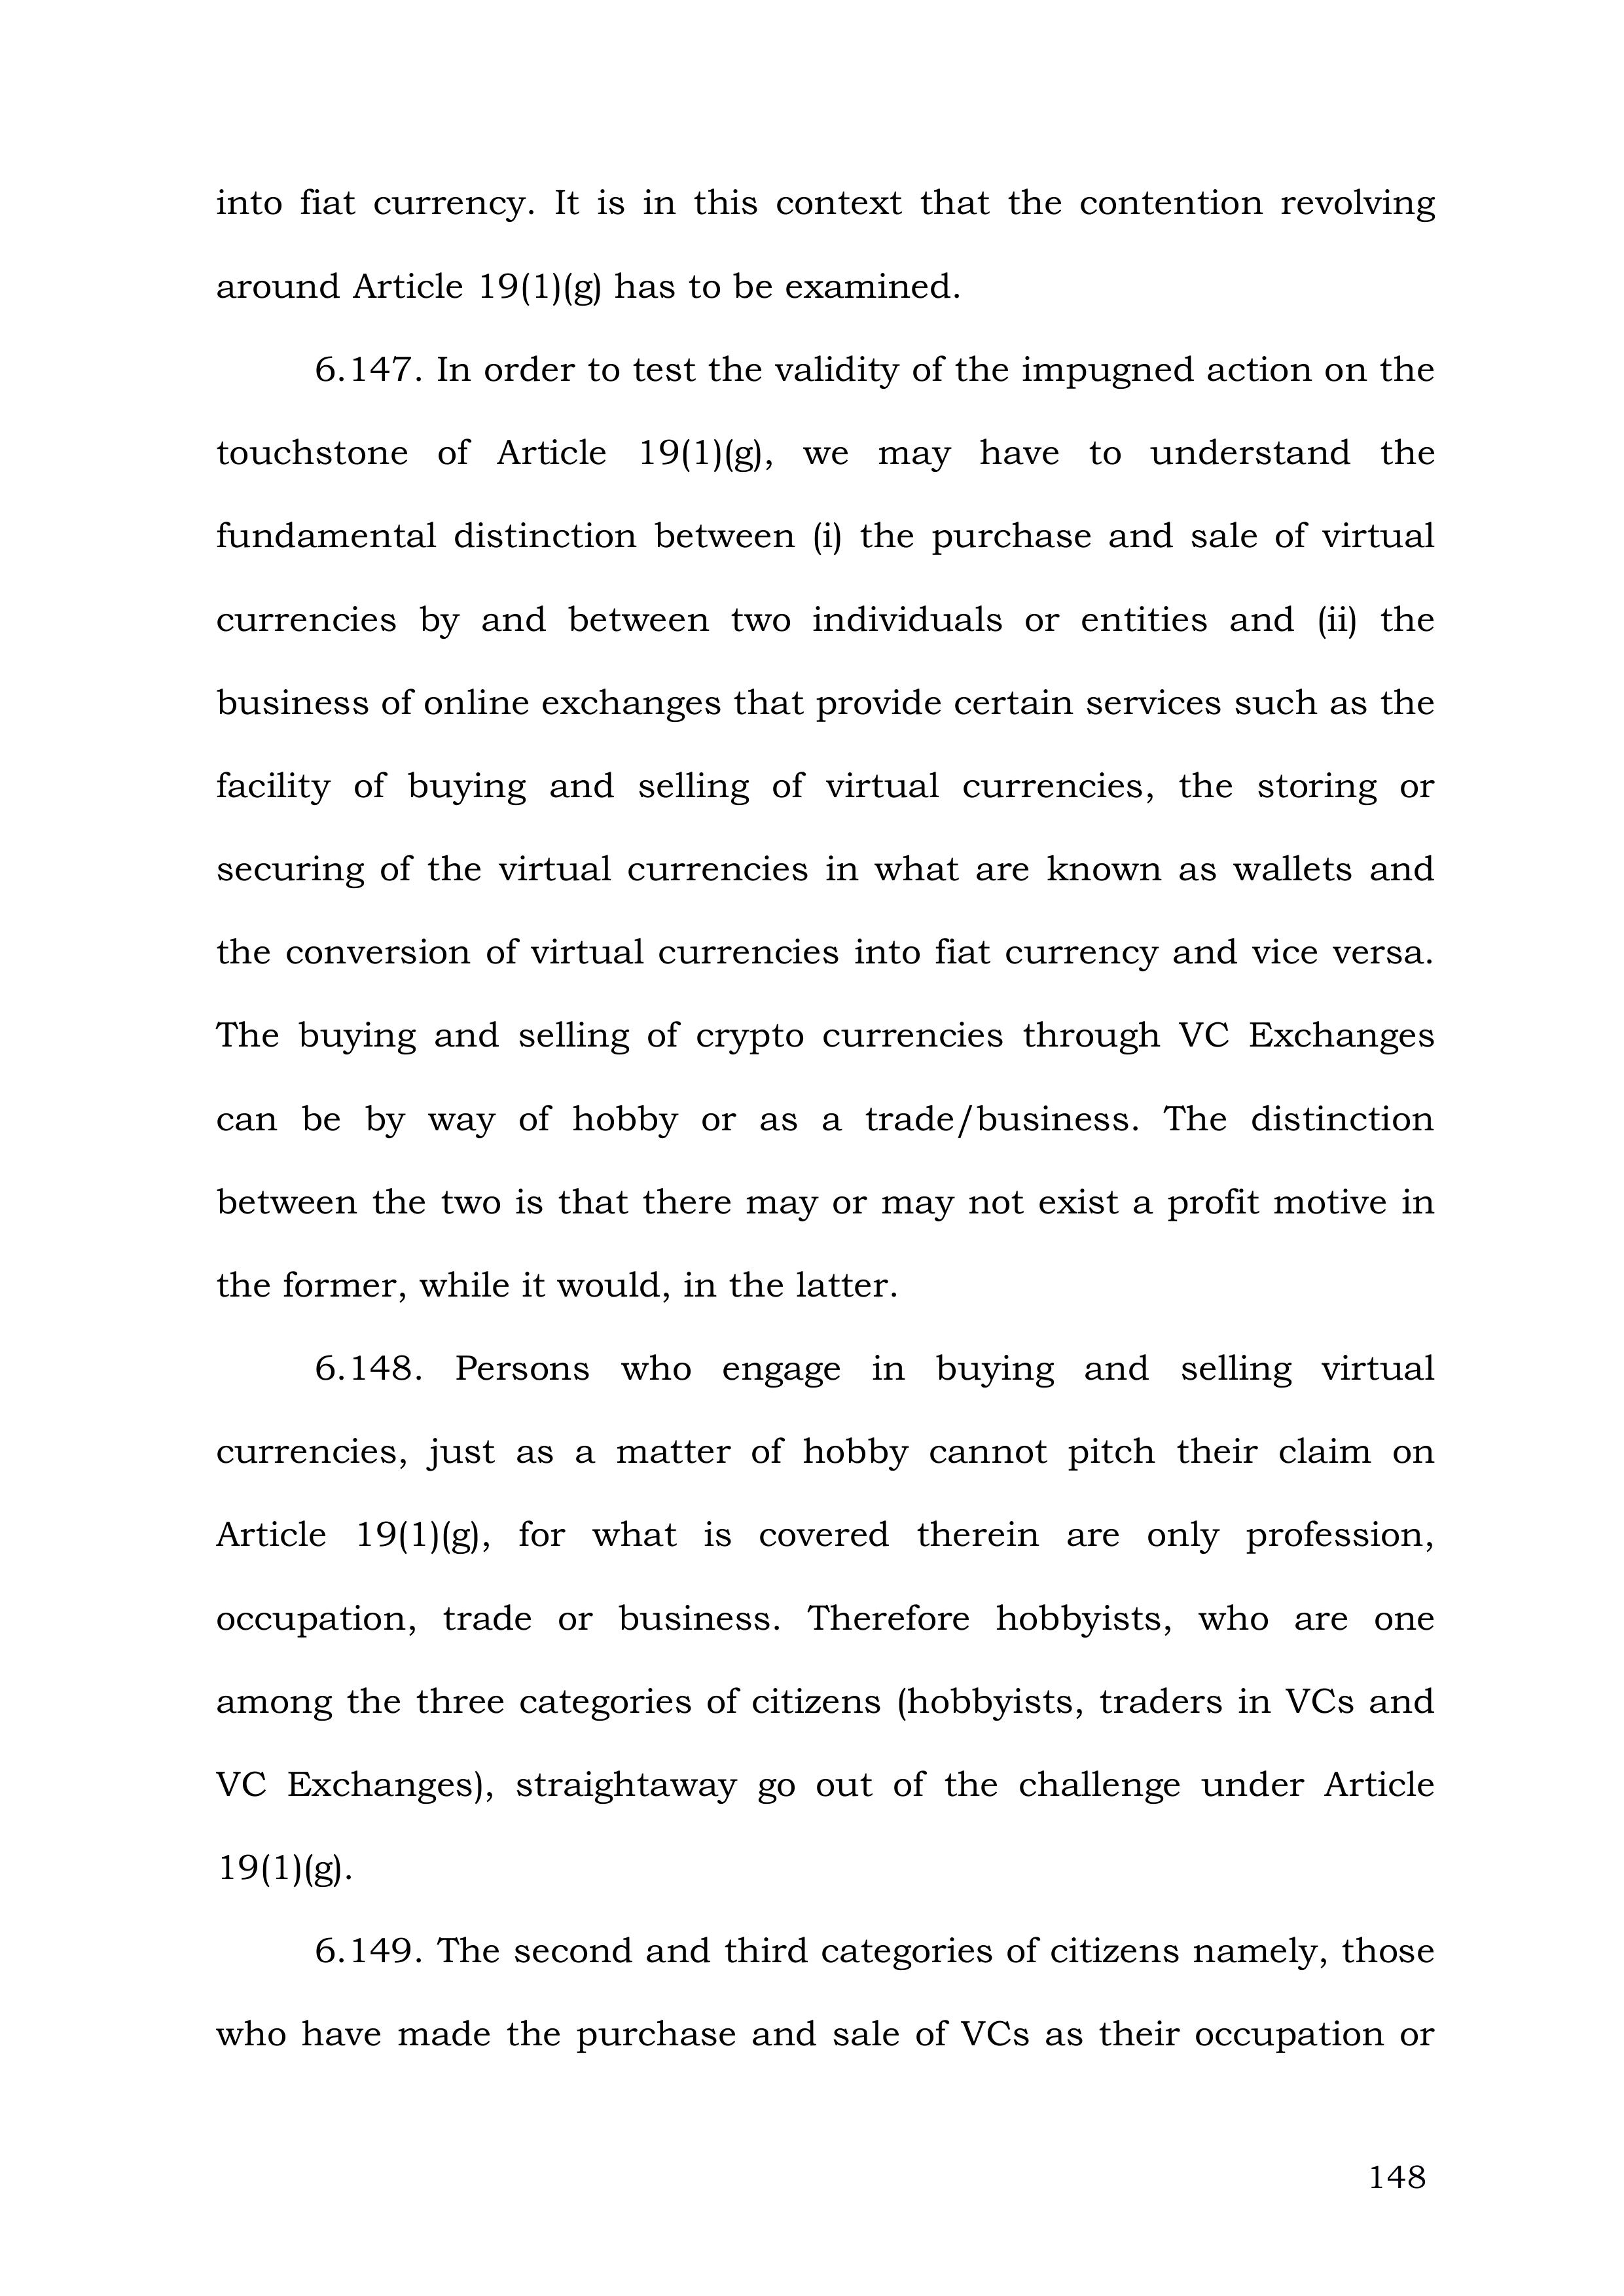 into fiat currency. It is in this context that the contention revolving
around Article 19(1)(g) has to be examined.
6.147. In order to test the validity of the impugned action on the
touchstone of Article 19(1)(g), we may have to understand the
fundamental distinction between (i) the purchase and sale of virtual
currencies by and between two individuals or entities and (ii) the
business of online exchanges that provide certain services such as the
facility of buying and selling of virtual currencies, the storing or
securing of the virtual currencies in what are known as wallets and
the conversion of virtual currencies into fiat currency and vice versa.
The buying and selling of crypto currencies through VC Exchanges
can be by way of hobby or as a trade/business. The distinction
between the two is that there may or may not exist a profit motive in
the former, while it would, in the latter.
6.148. Persons who engage in buying and selling virtual
currencies, just as a matter of hobby cannot pitch their claim on
Article 19(1)(g), for what is covered therein are only profession,
occupation, trade or business. Therefore hobbyists, who are one
among the three categories of citizens (hobbyists, traders in VCs and
VC Exchanges), straightaway go out of the challenge under Article
19(1)(g).
6.149. The second and third categories of citizens namely, those
who have made the purchase and sale of VCs as their occupation or
148